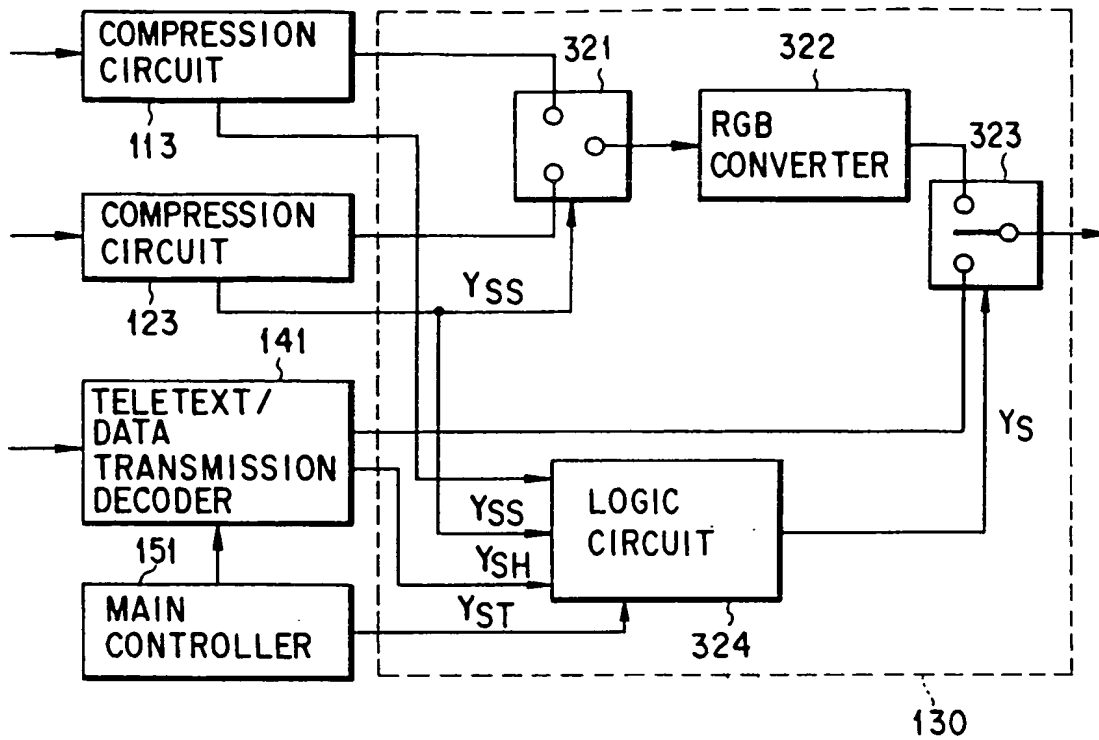 COMPRESSION
CIRCUIT
113
COMPRESSION
CIRCUIT
123
YSS
321
322
RGB
CONVERTER
323
141
TELETEXT/
DATA
TRANSMISSION
DECODER
YS
YSS
YSH
YST
LOGIC
CIRCUIT
324
151
MAIN
CONTROLLER
130